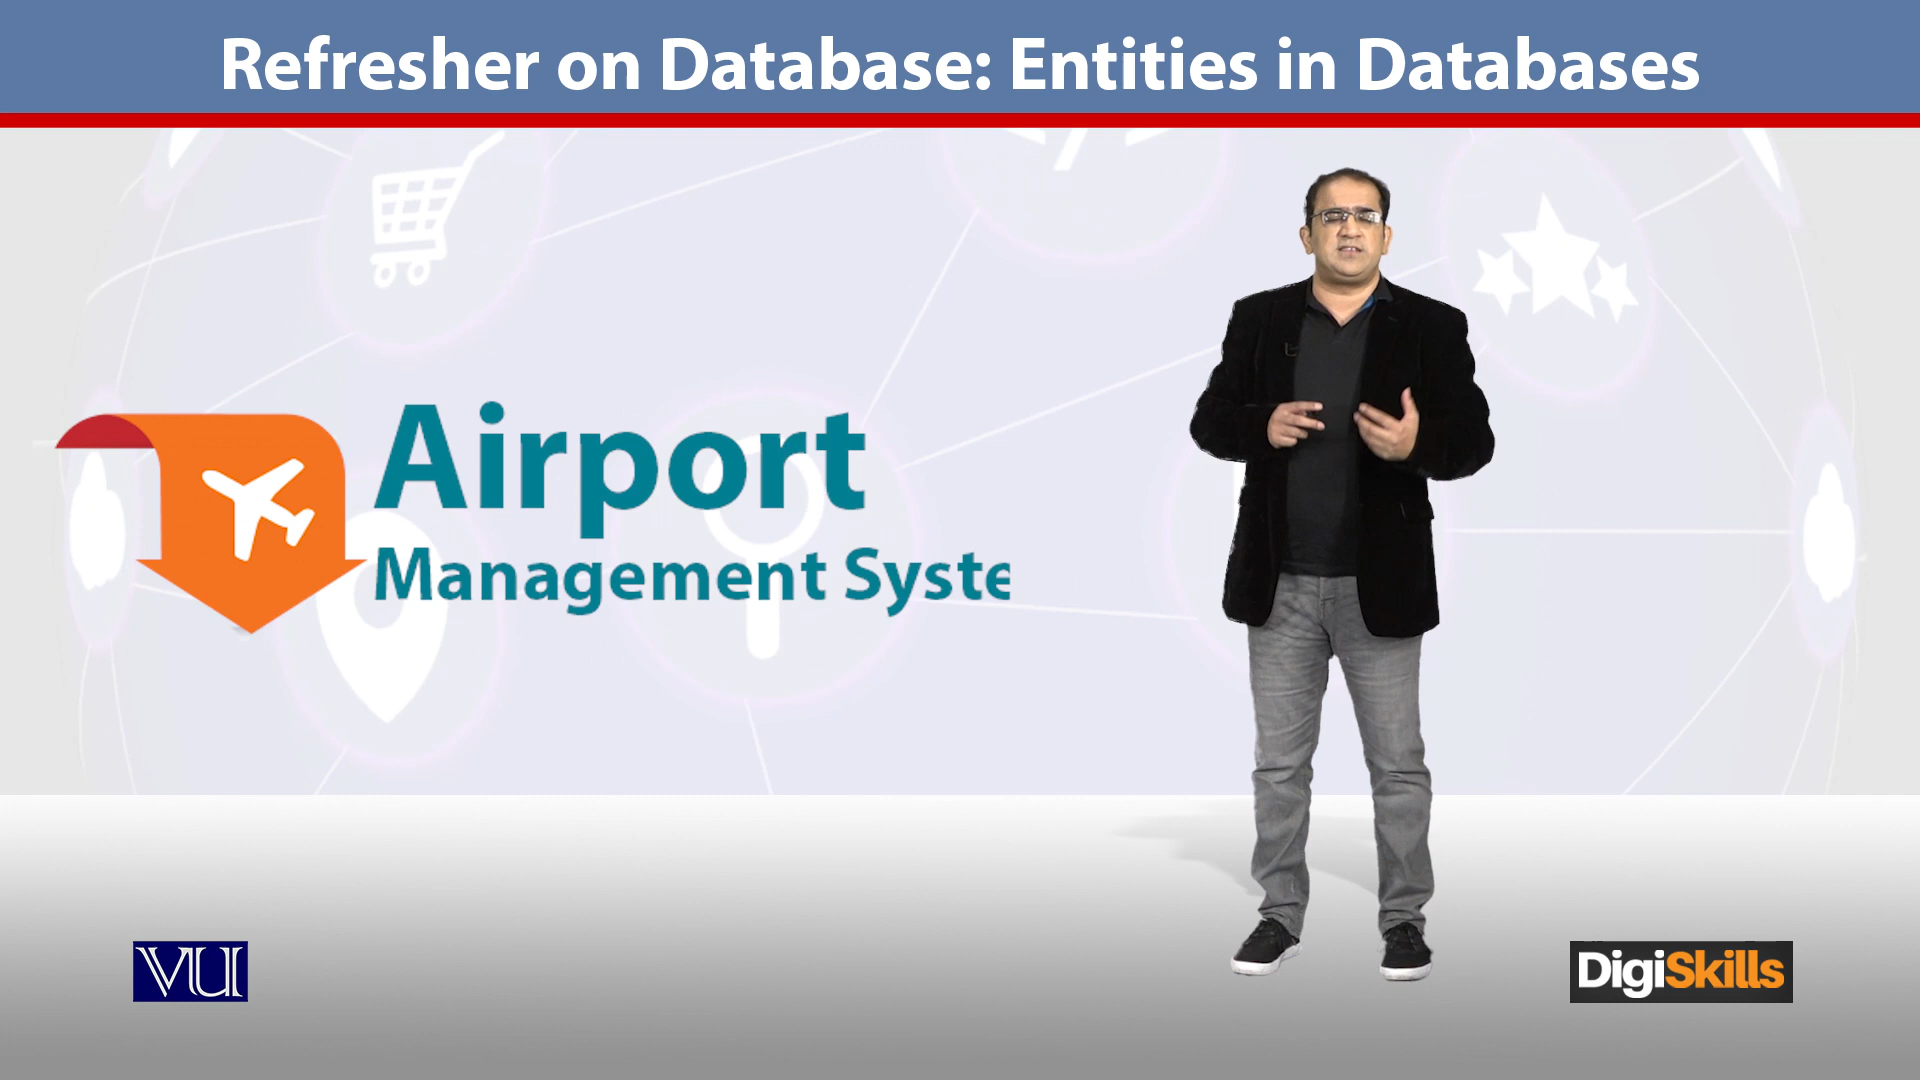 Refresher on Database: Entities in Databases
Airport
Management Syste
VU
DigiSkills